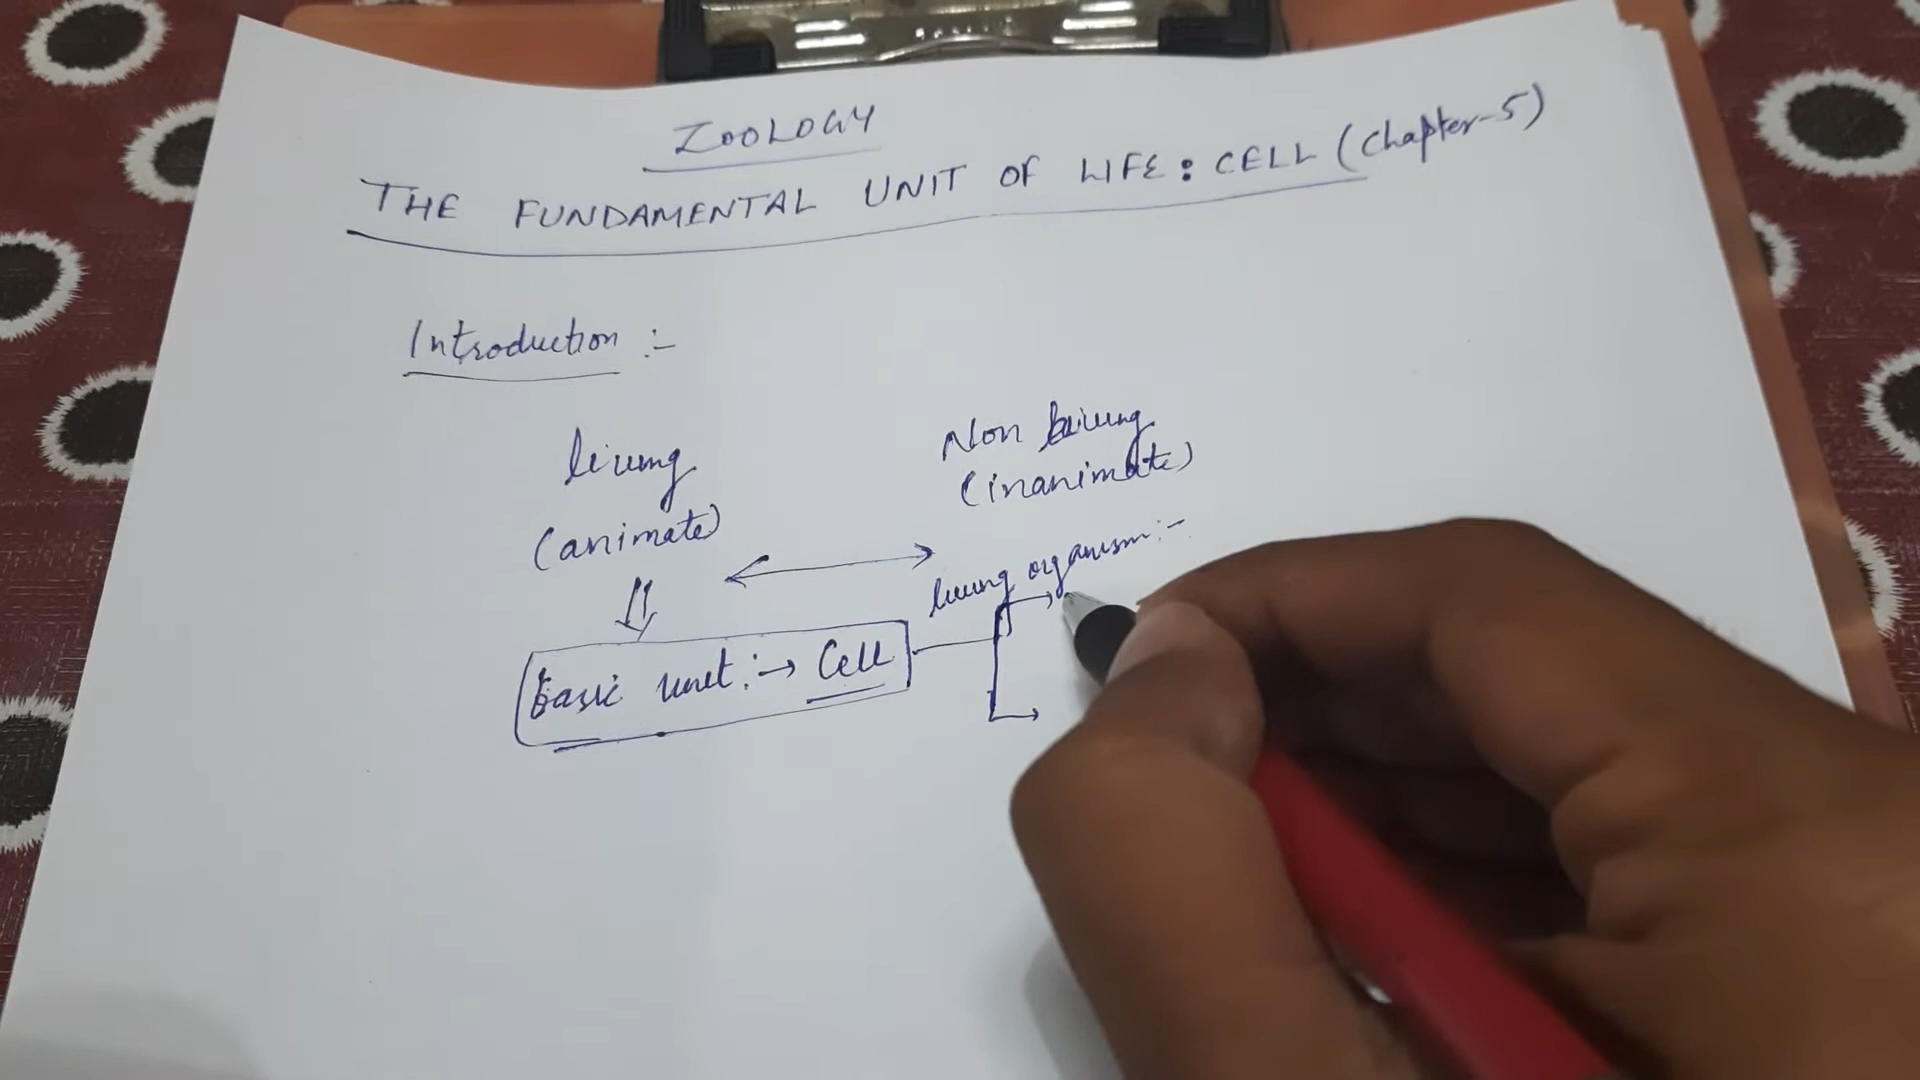 ZOOLOGY
THE FUNDAMENTAL UNIT OF LIFE : CELL (Chapter-5)
Introduction :-
living
(animate)
Non living
(inanimate)
living organism :-
Basic unit :→ Cell